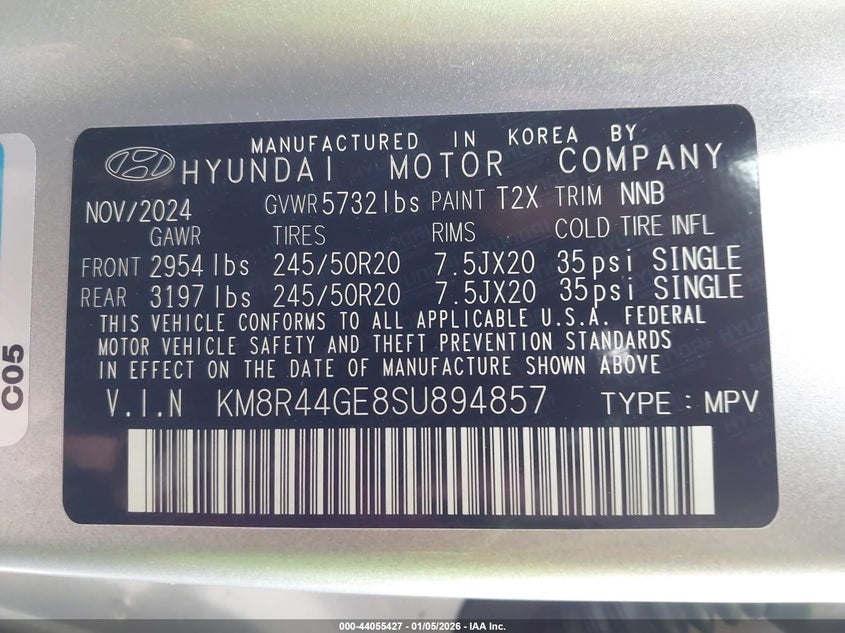 MANUFACTURED IN KOREA BY
HYUNDAI MOTOR COMPANY
NOV/2024 GVWR 5732 lbs PAINT T2X TRIM NNB
GAWR TIRES RIMS COLD TIRE INFL
FRONT 2954 lbs 245/50R20 7.5JX20 35 psi SINGLE
REAR 3197 lbs 245/50R20 7.5JX20 35 psi SINGLE
THIS VEHICLE CONFORMS TO ALL APPLICABLE U.S.A. FEDERAL
MOTOR VEHICLE SAFETY AND THEFT PREVENTION STANDARDS
IN EFFECT ON THE DATE OF MANUFACTURE SHOWN ABOVE
V.I.N KM8R44GE8SU894857 TYPE : MPV
C05
000-44055427 - 01/05/2026 - IAA Inc.